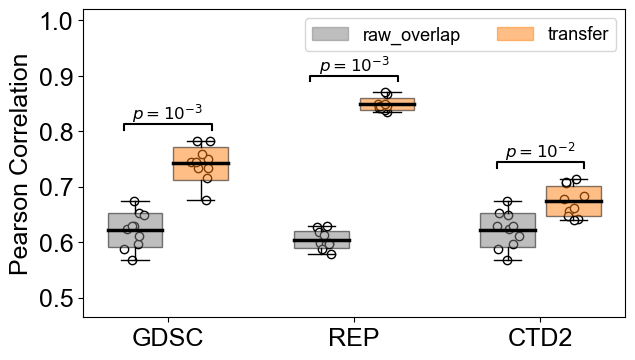 raw_overlap transfer
Pearson Correlation
1.0
0.9
0.8
0.7
0.6
0.5
p = 10⁻³
p = 10⁻³
p = 10⁻²
GDSC REP CTD2